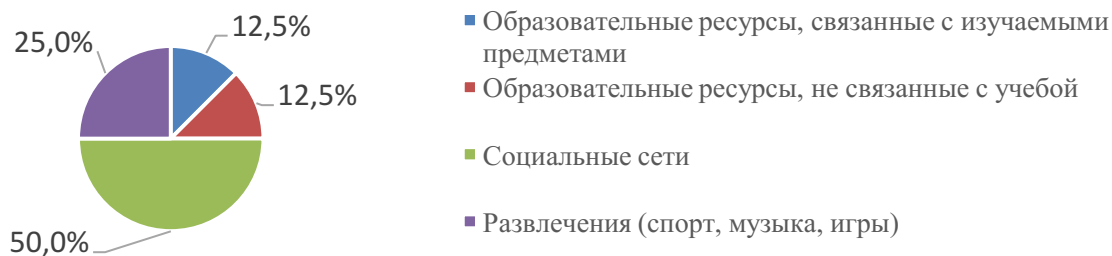 12,5%
25,0%
12,5%
50,0%
Образовательные ресурсы, связанные с изучаемыми
предметами
Образовательные ресурсы, не связанные с учебой
Социальные сети
Развлечения (спорт, музыка, игры)